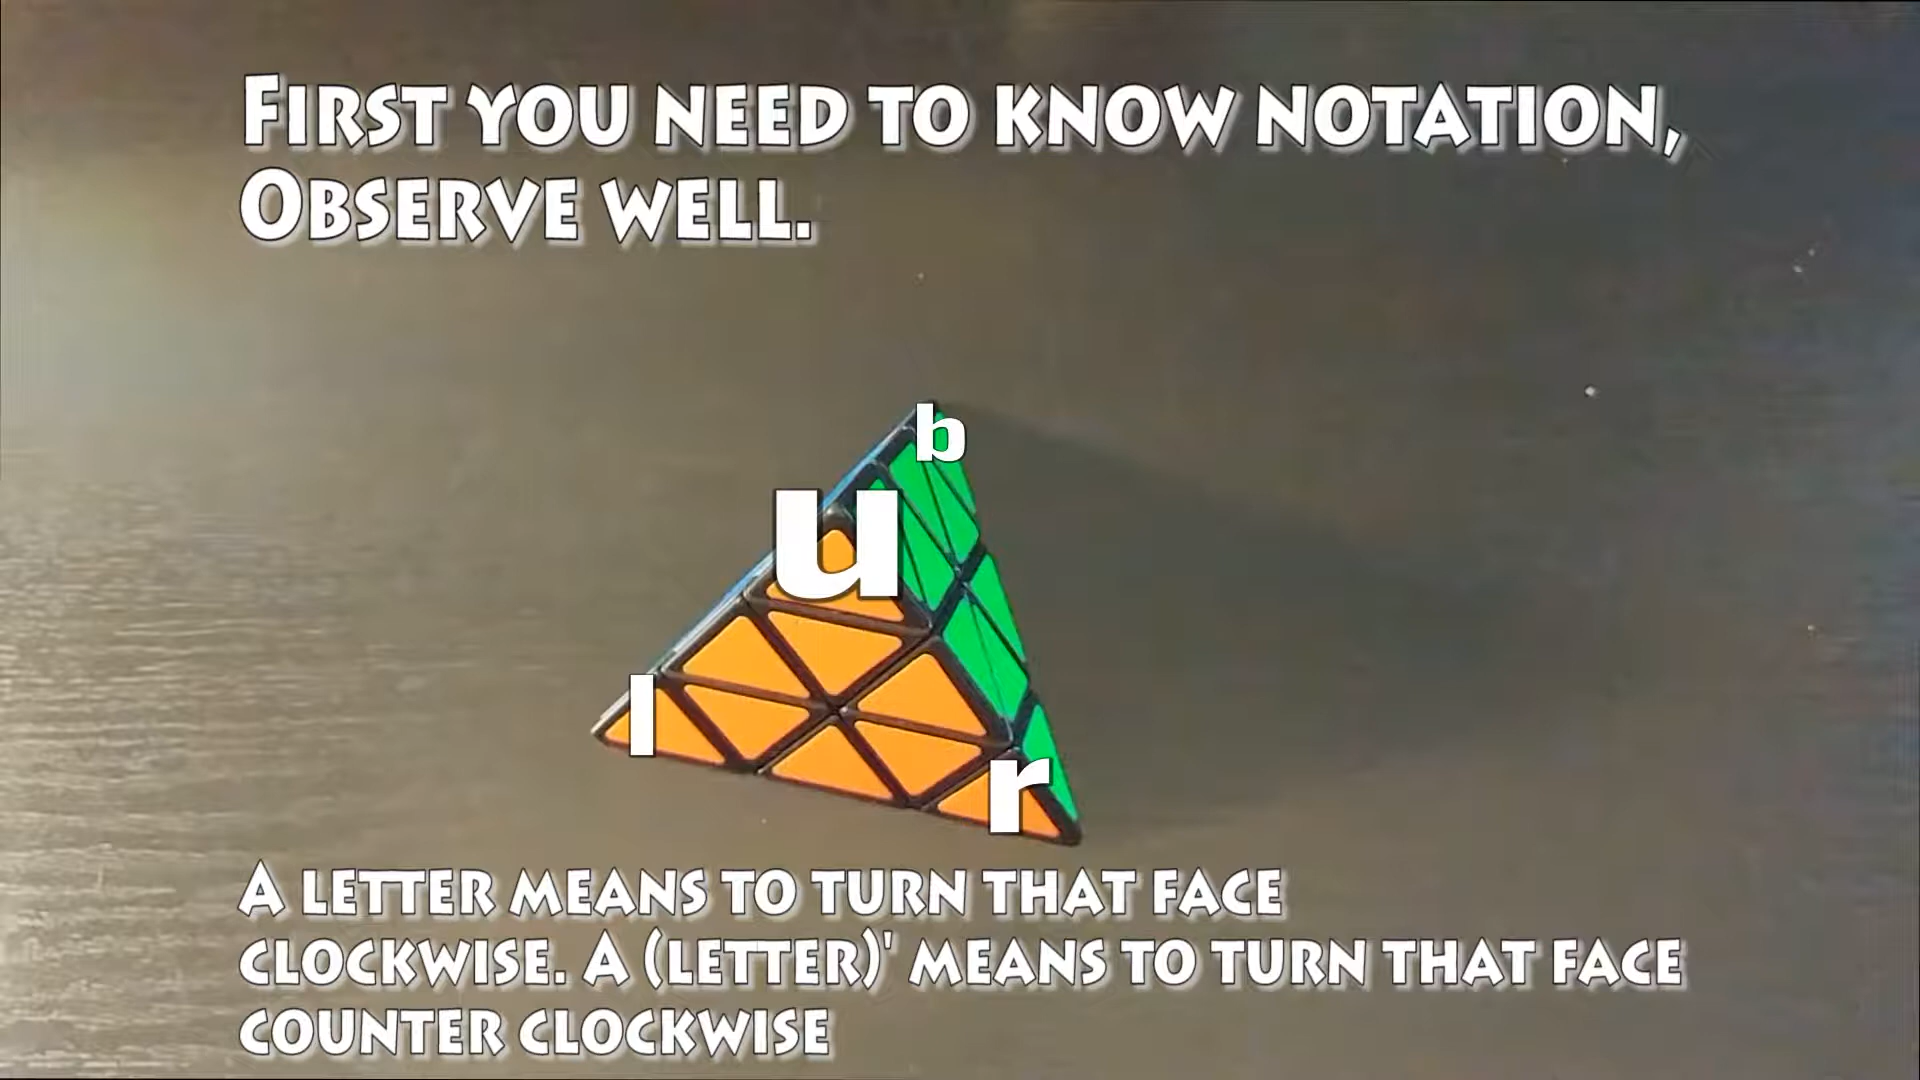 First you need to know notation,
Observe well.
b
u
l
r
A letter means to turn that face
clockwise. A (letter)' means to turn that face
counter clockwise